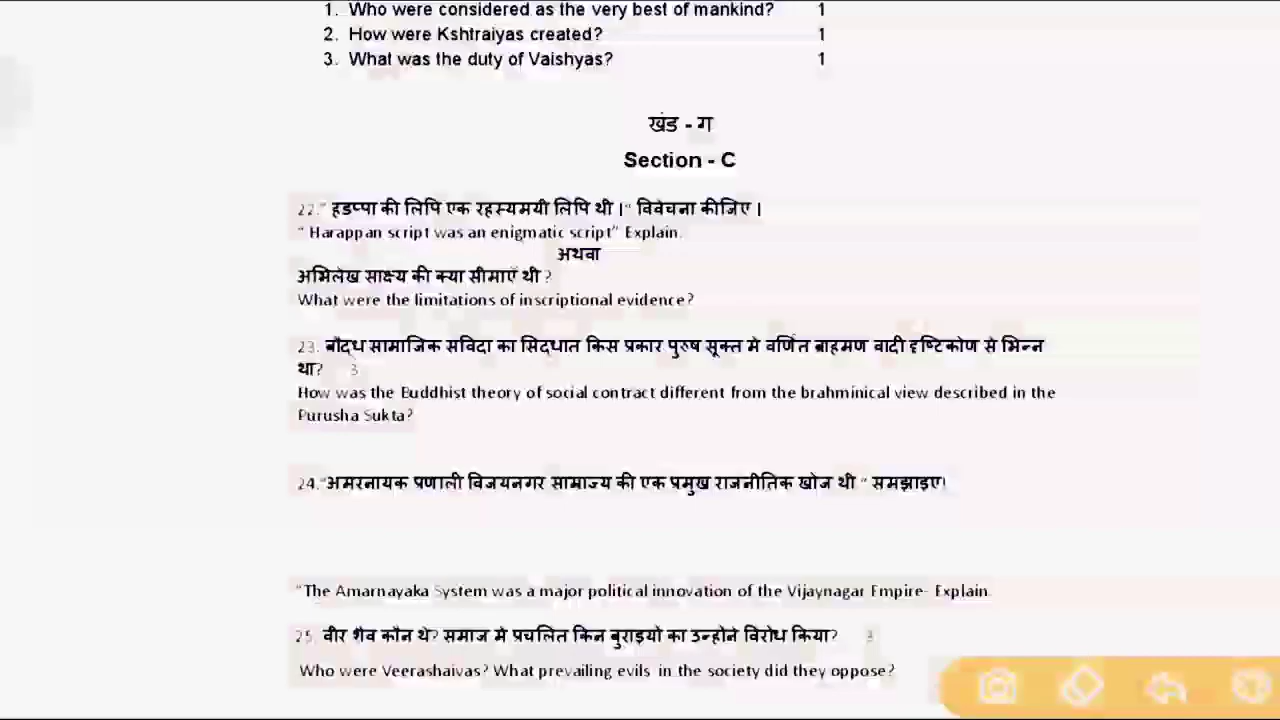 1. Who were considered as the very best of mankind? 1
2. How were Kshtraiyas created? 1
3. What was the duty of Vaishyas? 1
खंड - ग
Section - C
22." हडप्पा की लिपि एक रहस्यमयी लिपि थी |" विवेचना कीजिए |
" Harappan script was an enigmatic script" Explain.
अथवा
अभिलेख साक्ष्य की क्या सीमाएँ थी ?
What were the limitations of inscriptional evidence?
23. बौद्ध सामाजिक संविदा का सिद्धांत किस प्रकार पुरुष सूक्त मे वर्णित ब्राहमण वादी दृष्टिकोण से भिन्न
था? 3
How was the Buddhist theory of social contract different from the brahminical view described in the
Purusha Sukta?
24."अमरनायक प्रणाली विजयनगर साम्राज्य की एक प्रमुख राजनीतिक खोज थी " समझाइए।
"The Amarnayaka System was a major political innovation of the Vijaynagar Empire- Explain.
25. वीर शैव कौन थे? समाज मे प्रचलित किन बुराइयों का उन्होने विरोध किया? 3
Who were Veerashaivas? What prevailing evils in the society did they oppose?